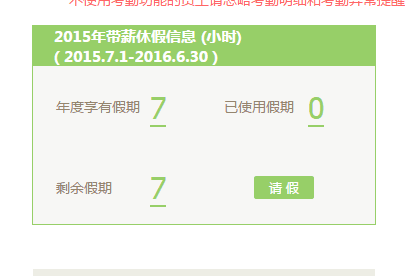 不使用考勤功能的员工请忽略考勤明细和考勤异常提醒
2015年带薪休假信息 (小时)
( 2015.7.1-2016.6.30 )
年度享有假期 7 已使用假期 0
剩余假期 7 请 假